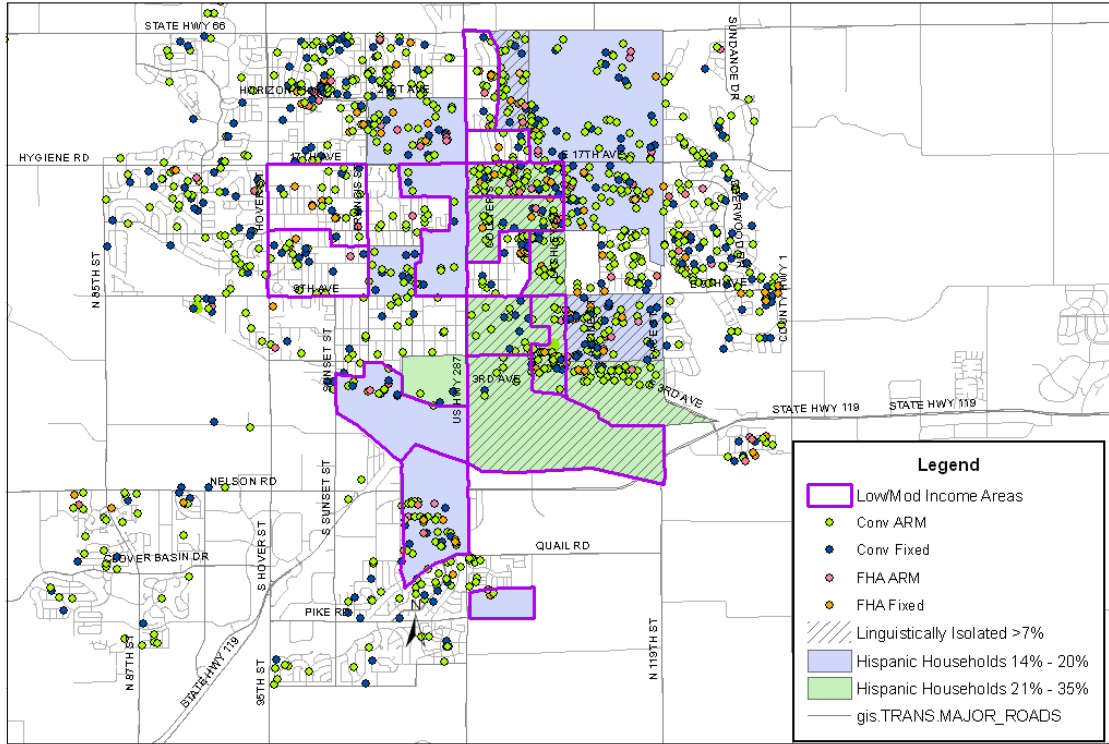 STATE HWY 66
SUNDANCE DR
21ST AVE
HYGIENE RD
17TH AVE
E 17TH AVE
HOVER ST
FRANCIS ST
N 85TH ST
9TH AVE
COUNTY HWY 1
SUNSET ST
US HWY 287
3RD AVE
E 3RD AVE
STATE HWY 119
STATE HWY 119
NELSON RD
S SUNSET ST
S HOVER ST
QUAIL RD
PIKE RD
N
N 87TH ST
STATE HWY 119
95TH ST
N 119TH ST
Legend
Low/Mod Income Areas
Conv ARM
Conv Fixed
FHA ARM
FHA Fixed
Linguistically Isolated >7%
Hispanic Households 14% - 20%
Hispanic Households 21% - 35%
gis.TRANS.MAJOR_ROADS